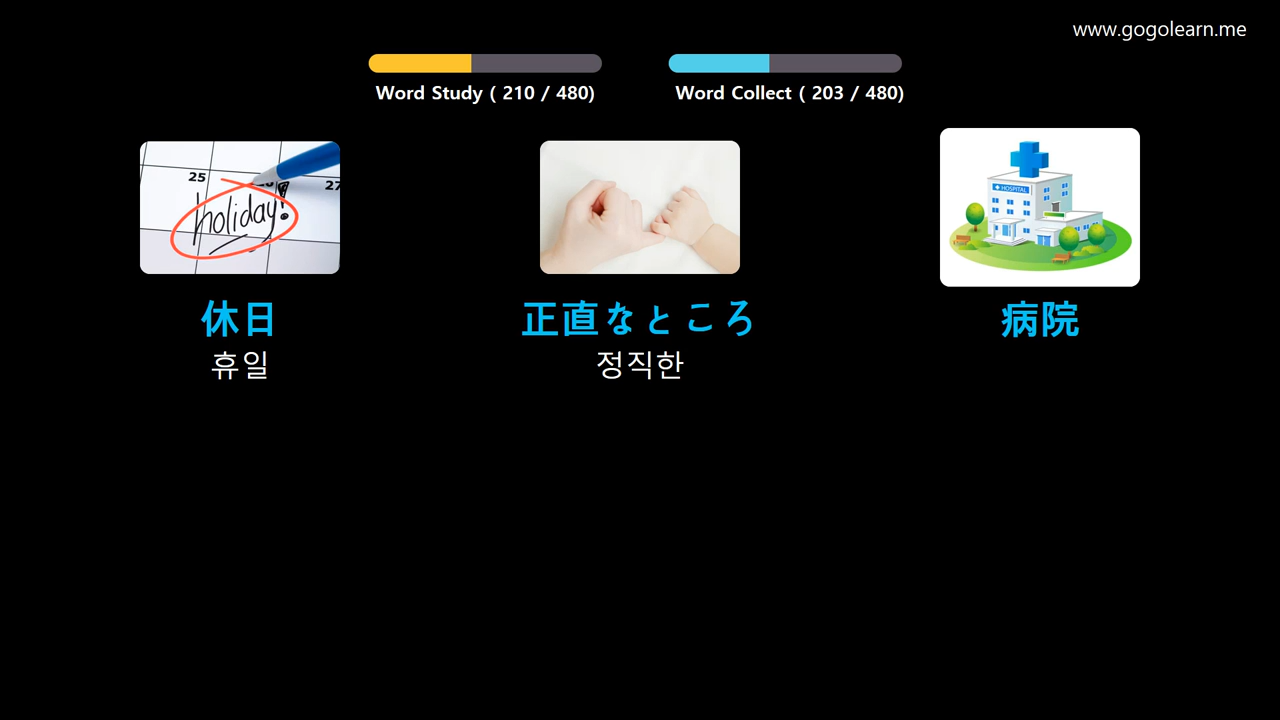 www.gogolearn.me
Word Study ( 210 / 480)
Word Collect ( 203 / 480)
25
27
holiday!
HOSPITAL
休日
正直なところ
病院
휴일
정직한